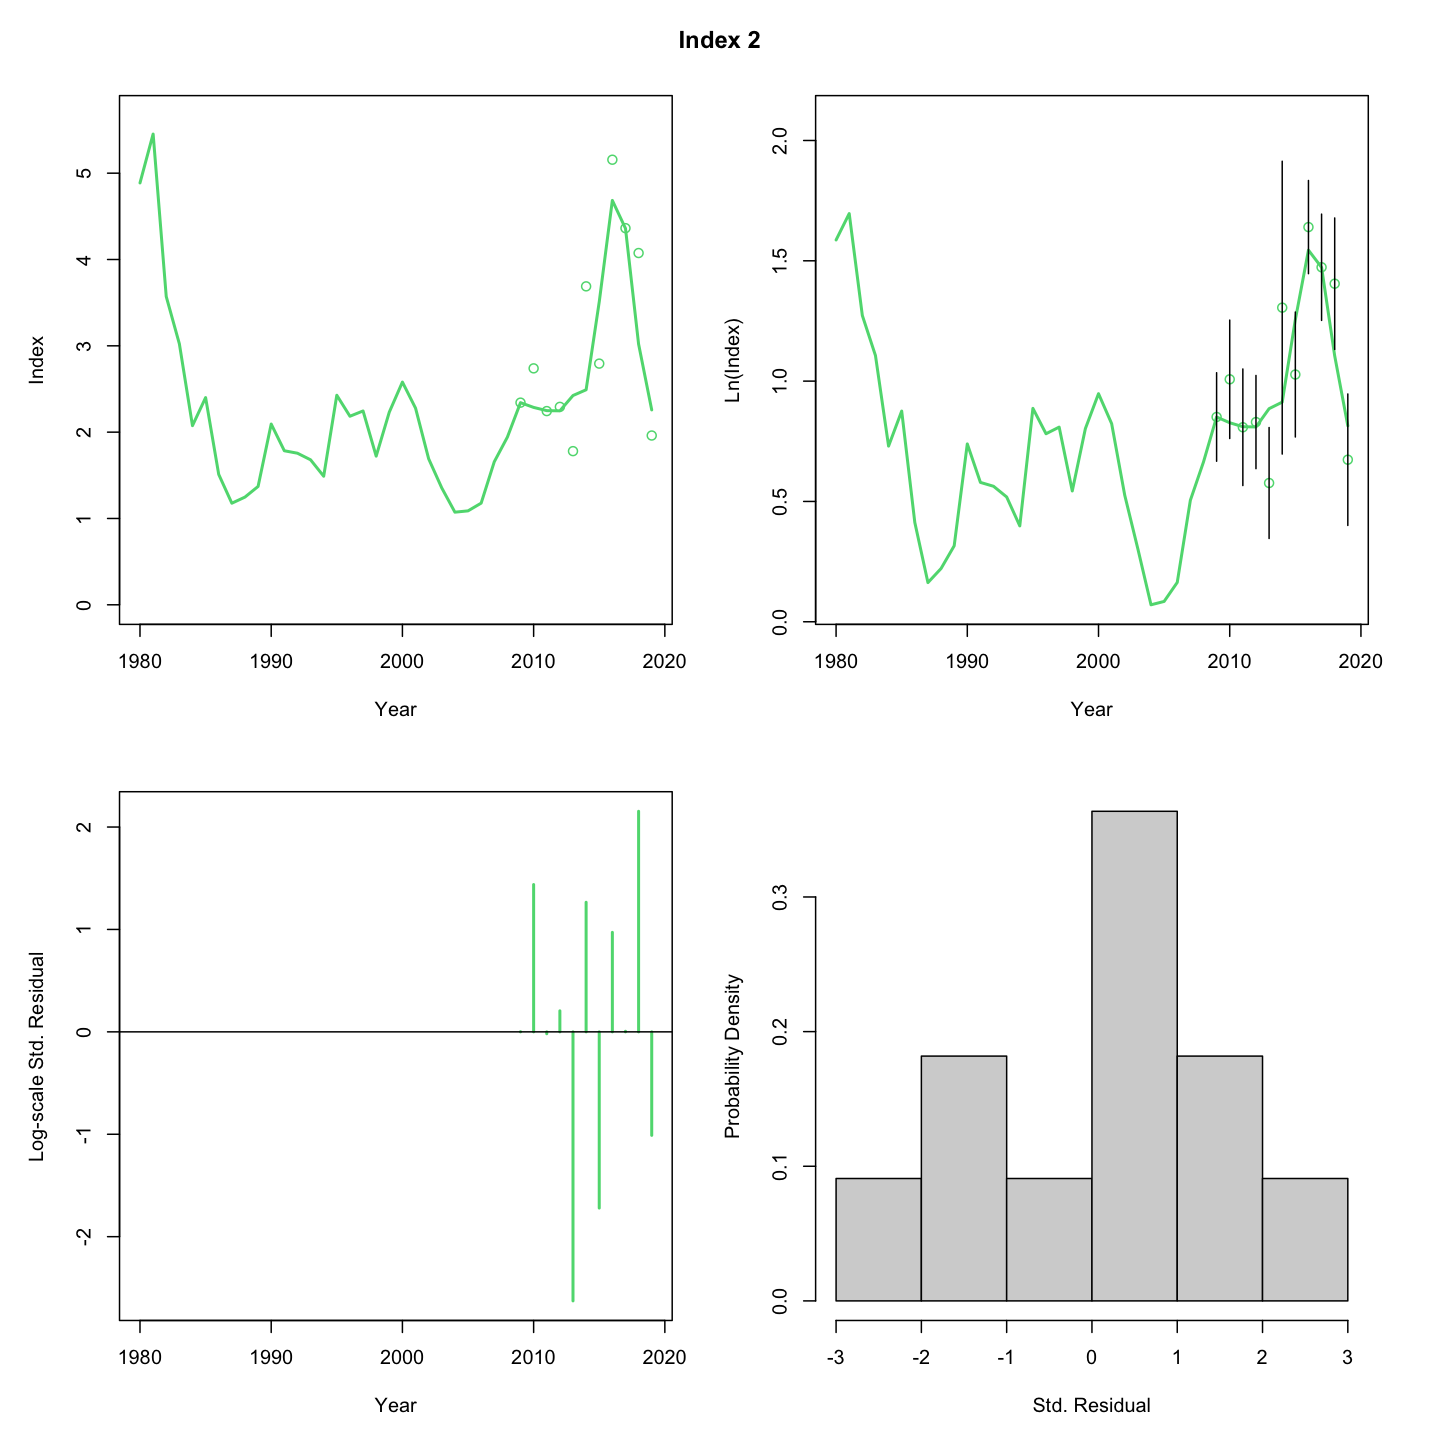 Index 2
Index
5
4
3
2
1
0
1980 1990 2000 2010 2020
Year
Ln(Index)
2.0
1.5
1.0
0.5
0.0
1980 1990 2000 2010 2020
Year
Log-scale Std. Residual
2
1
0
-1
-2
1980 1990 2000 2010 2020
Year
Probability Density
0.3
0.2
0.1
0.0
-3 -2 -1 0 1 2 3
Std. Residual